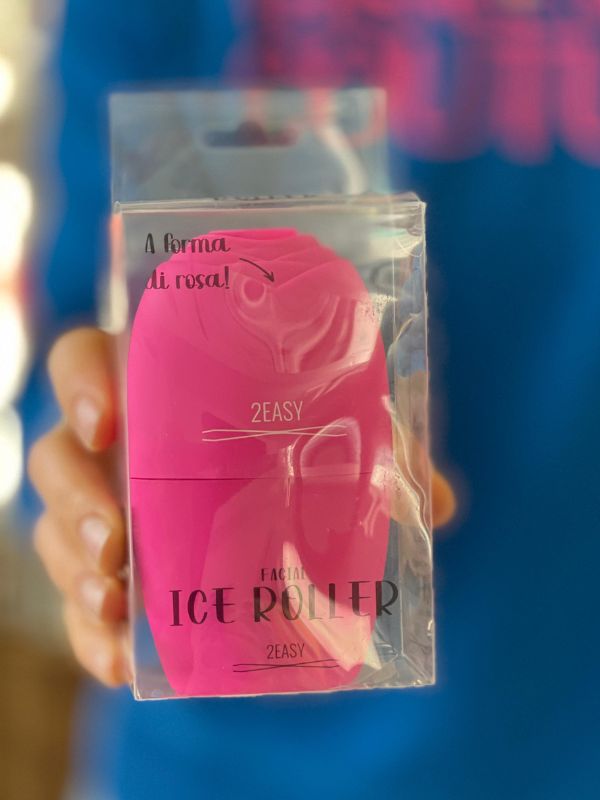 A forma
di rosa!
2EASY
FACIAL
ICE ROLLER
2EASY